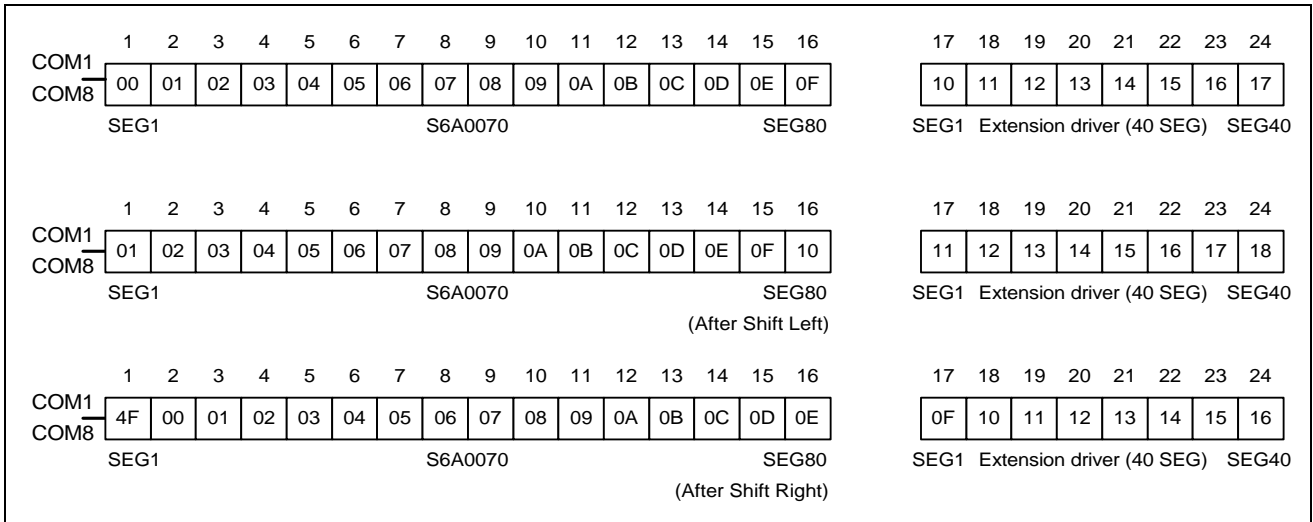 1 2 3 4 5 6 7 8 9 10 11 12 13 14 15 16 17 18 19 20 21 22 23 24
COM1
00 01 02 03 04 05 06 07 08 09 0A 0B 0C 0D 0E 0F 10 11 12 13 14 15 16 17
COM8
SEG1 S6A0070 SEG80 SEG1 Extension driver (40 SEG) SEG40
1 2 3 4 5 6 7 8 9 10 11 12 13 14 15 16 17 18 19 20 21 22 23 24
COM1
01 02 03 04 05 06 07 08 09 0A 0B 0C 0D 0E 0F 10 11 12 13 14 15 16 17 18
COM8
SEG1 S6A0070 SEG80 SEG1 Extension driver (40 SEG) SEG40
(After Shift Left)
1 2 3 4 5 6 7 8 9 10 11 12 13 14 15 16 17 18 19 20 21 22 23 24
COM1
4F 00 01 02 03 04 05 06 07 08 09 0A 0B 0C 0D 0E 0F 10 11 12 13 14 15 16
COM8
SEG1 S6A0070 SEG80 SEG1 Extension driver (40 SEG) SEG40
(After Shift Right)